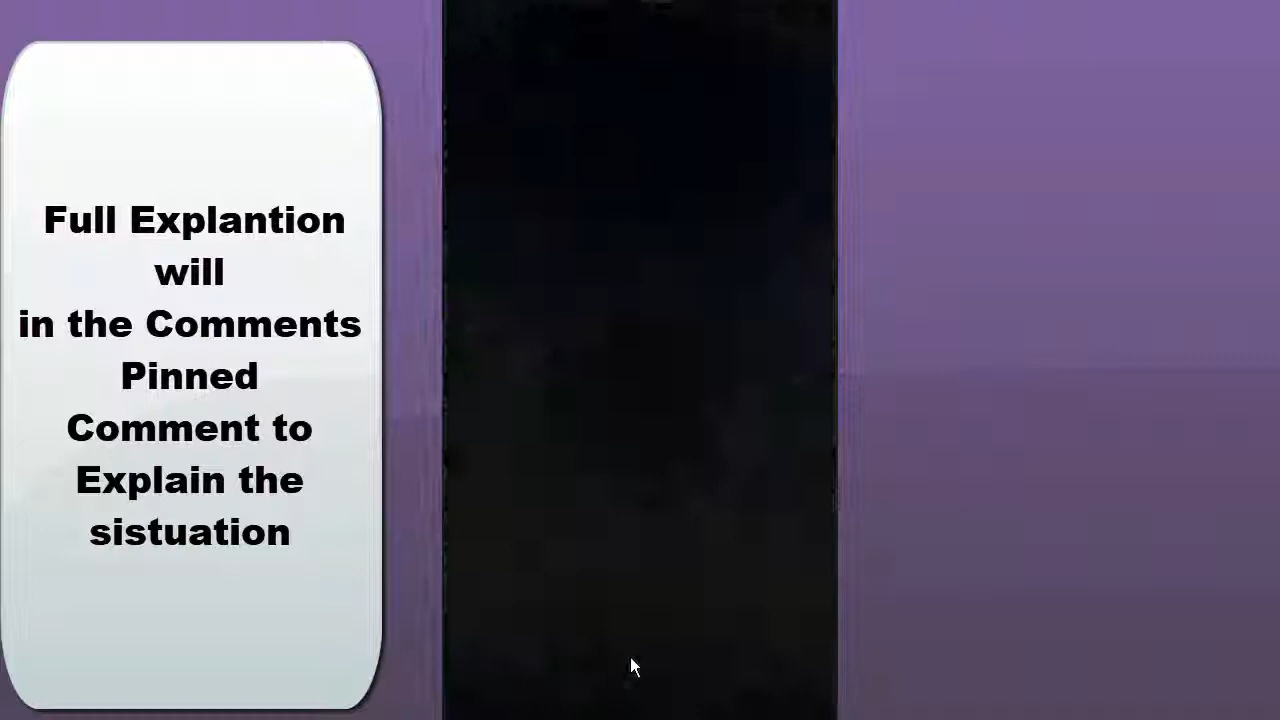 Full Explantion
will
in the Comments
Pinned
Comment to
Explain the
sistuation